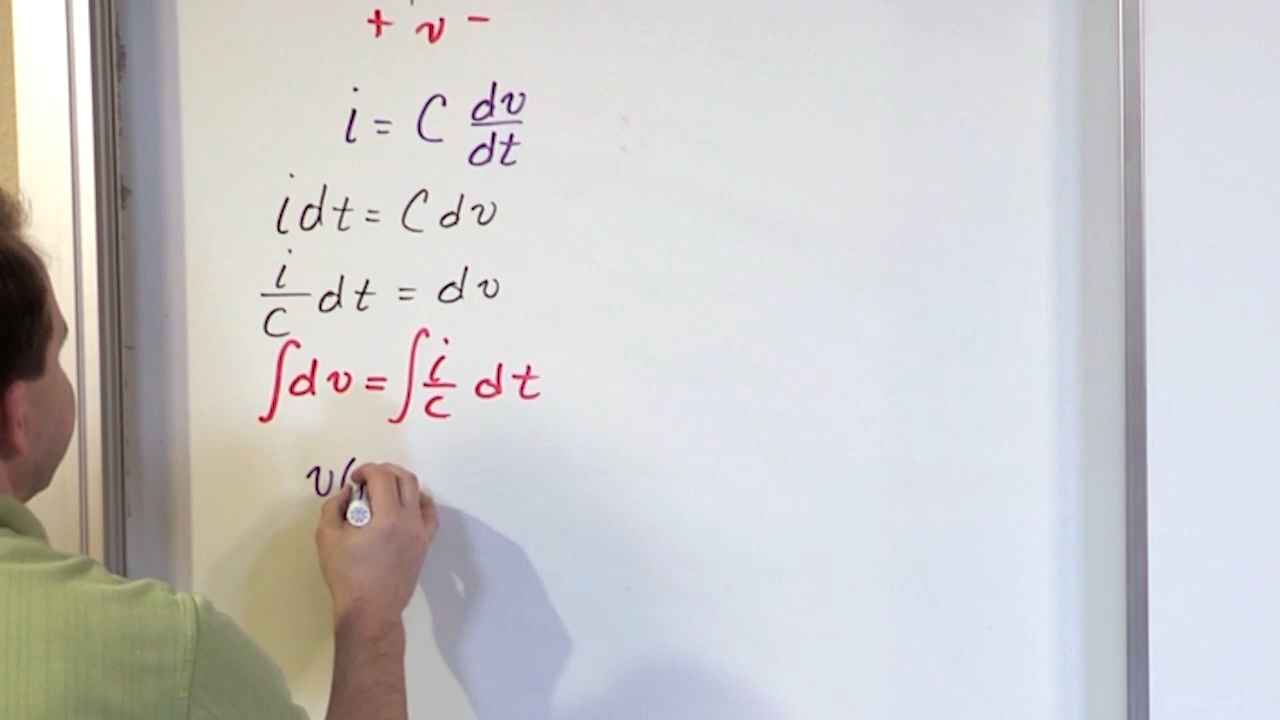 + v −
i = C dv/dt
i dt = C dv
i/C dt = dv
∫dv = ∫ i/c dt
v(